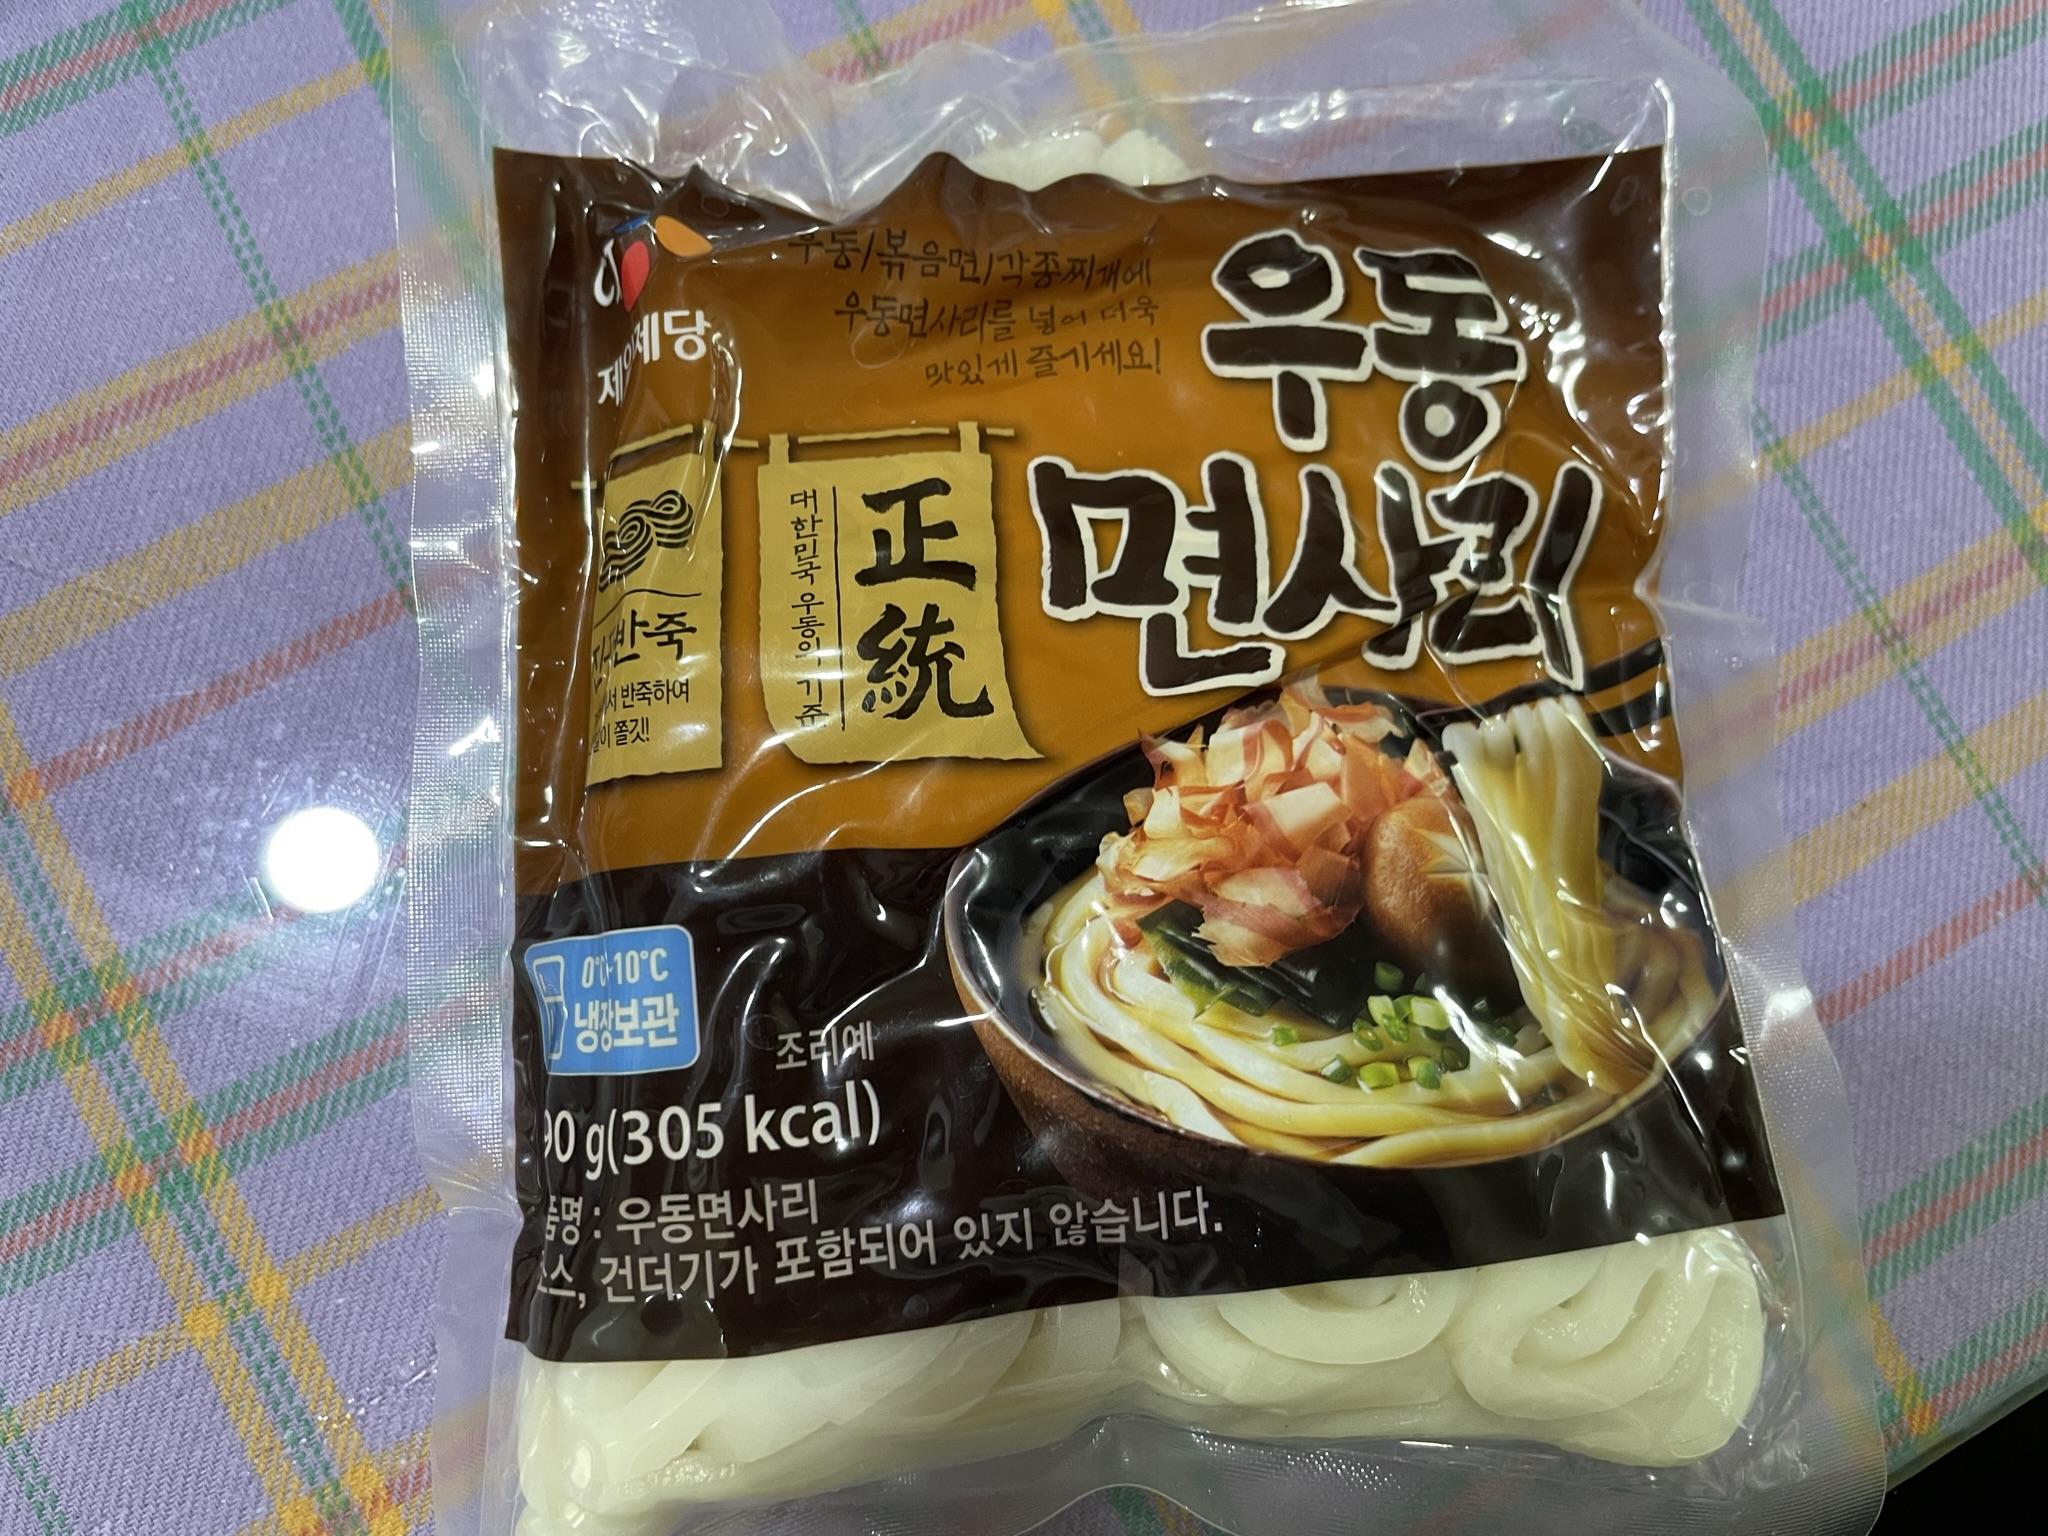 우동/볶음면/각종찌개에
우동면사리를 넣어 더욱
맛있게 즐기세요!
우동
면사리
제일제당
正統
대한민국 우동의 기준
반죽하여
쫄깃!
0℃-10℃
냉장보관
조리예
(305 kcal)
우동면사리
건더기가 포함되어 있지 않습니다.